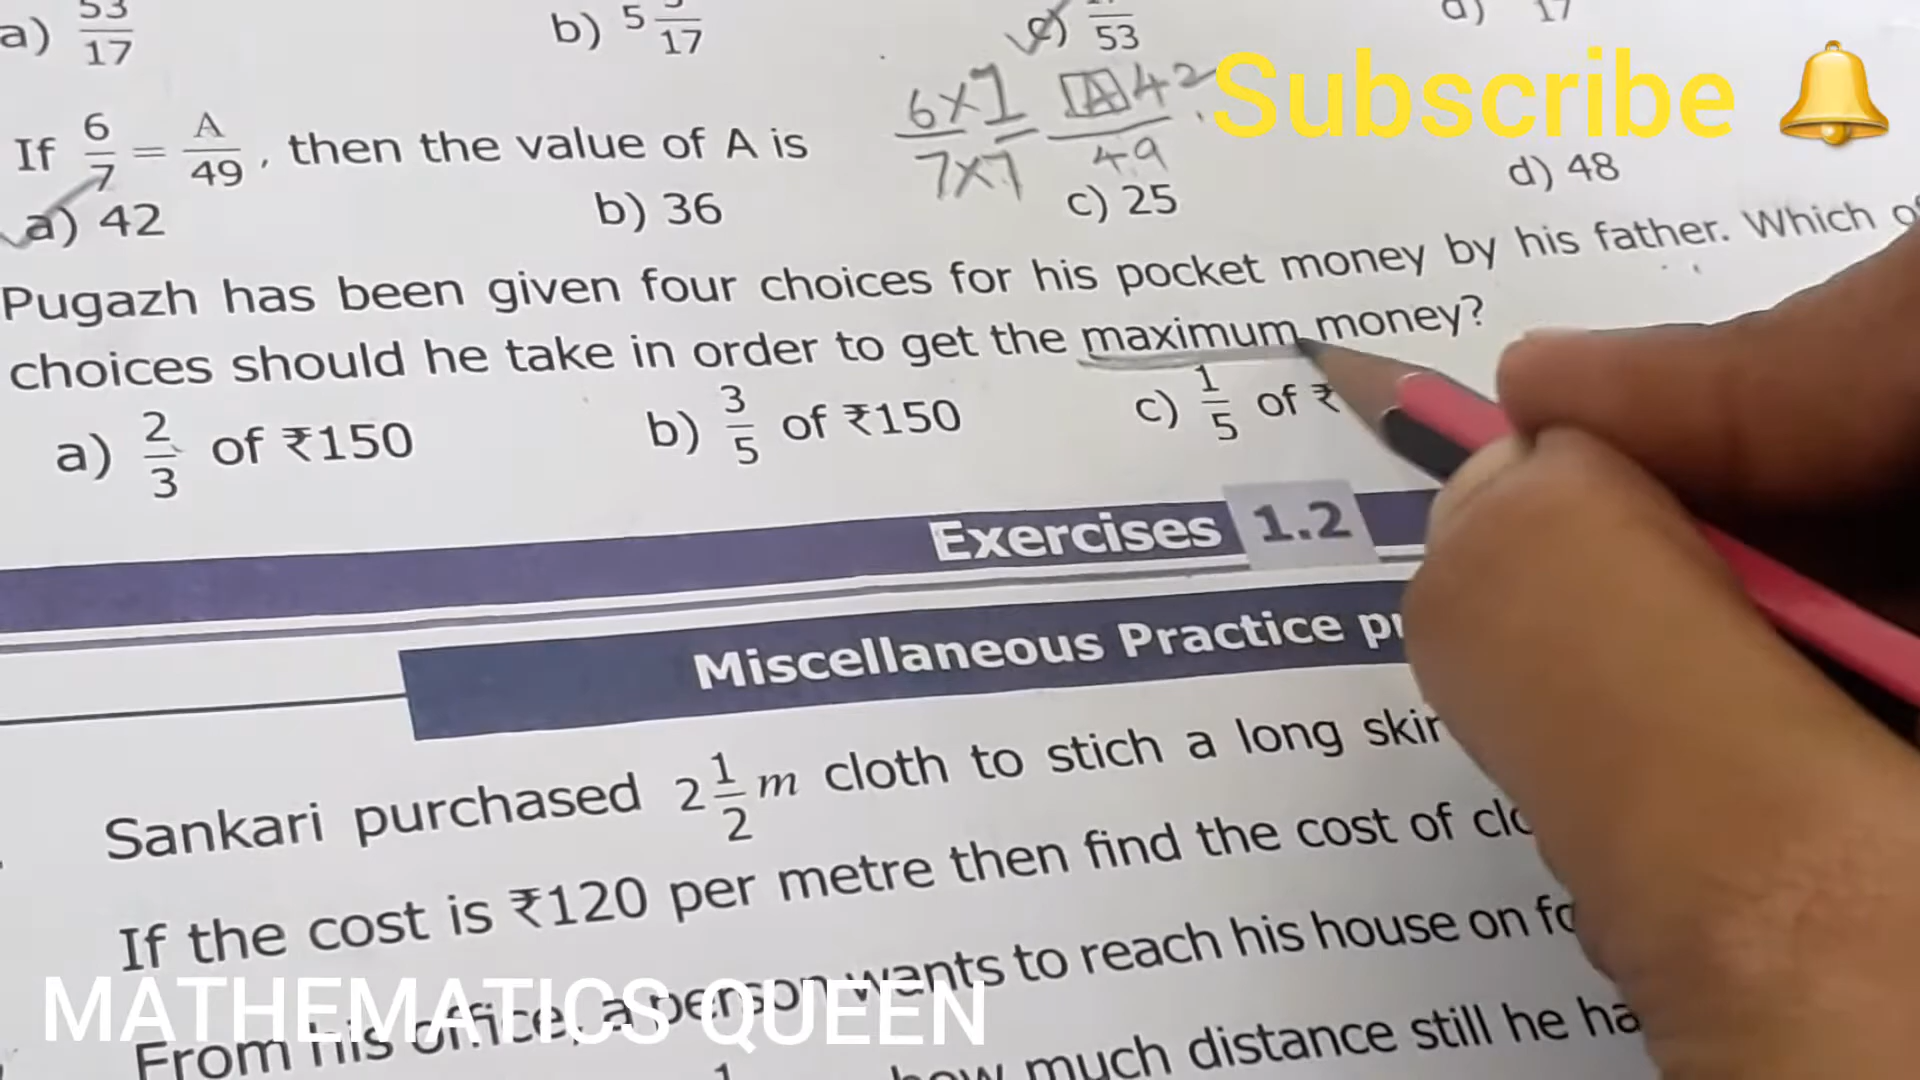 a) 53/17 b) 5 /17 c) /53 d) 17
6×7 = A 42
7×7 49
Subscribe
If 6/7 = A/49, then the value of A is
a) 42 b) 36 c) 25 d) 48
Pugazh has been given four choices for his pocket money by his father. Which
choices should he take in order to get the maximum money?
a) 2/3 of ₹150 b) 3/5 of ₹150 c) 1/5 of ₹
Exercises 1.2
Miscellaneous Practice
Sankari purchased 2 1/2 m cloth to stich a long
If the cost is ₹120 per metre then find the cost of
From his office, a person wants to reach his house on
how much distance still he
MATHEMATICS QUEEN